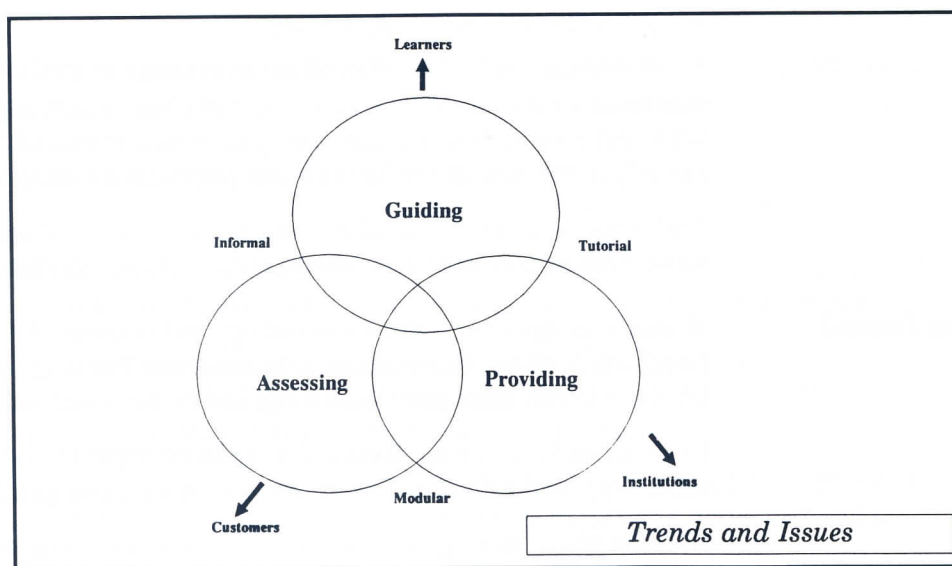 Learners
Guiding
Informal
Tutorial
Assessing
Providing
Modular
Institutions
Customers
Trends and Issues